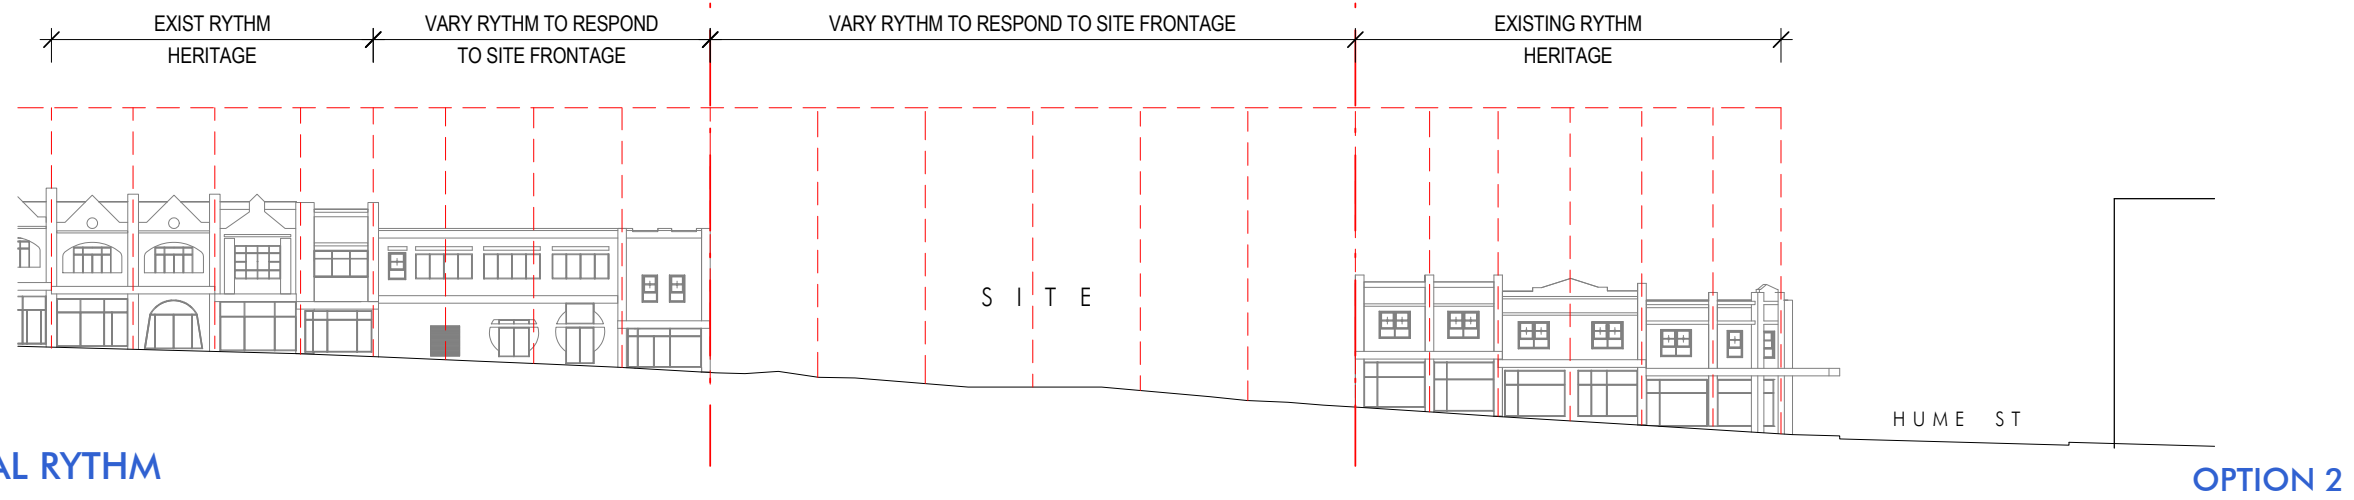 EXIST RYTHM
HERITAGE
VARY RYTHM TO RESPOND
TO SITE FRONTAGE
VARY RYTHM TO RESPOND TO SITE FRONTAGE
EXISTING RYTHM
HERITAGE
SITE
HUME ST
AL RYTHM
OPTION 2